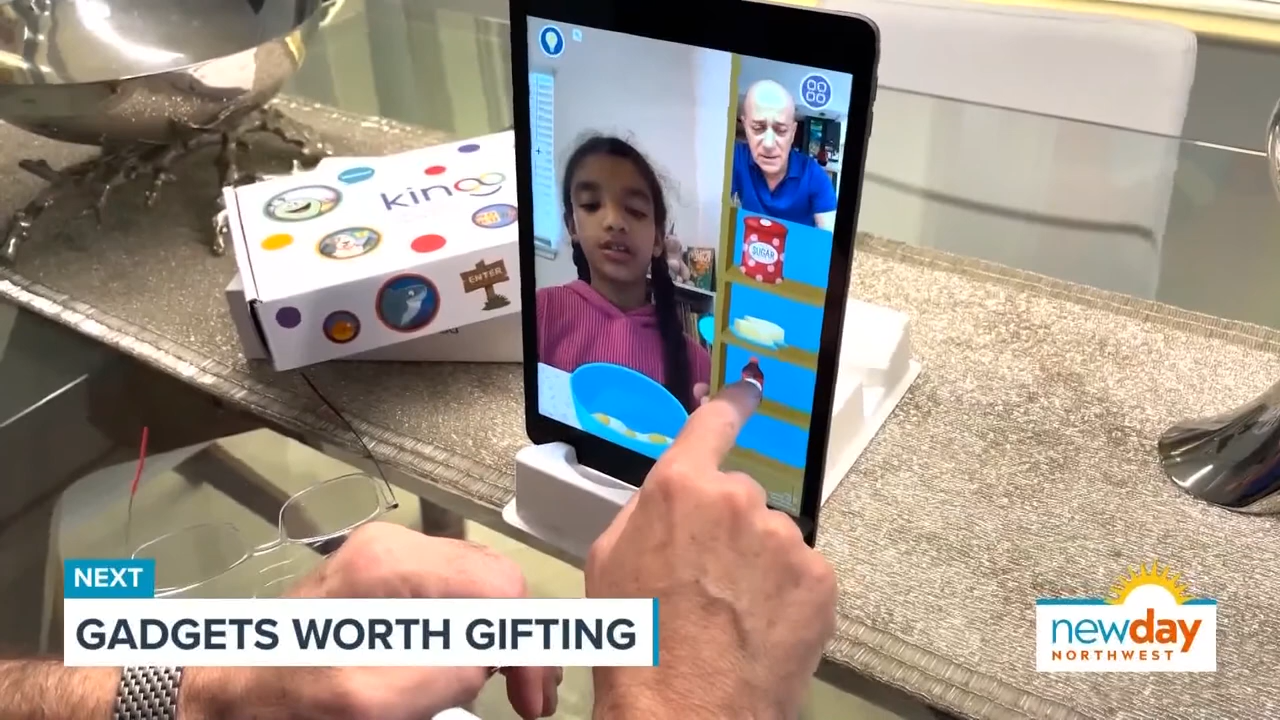 kinoo
ENTER
SUGAR
NEXT
GADGETS WORTH GIFTING
newday
NORTHWEST